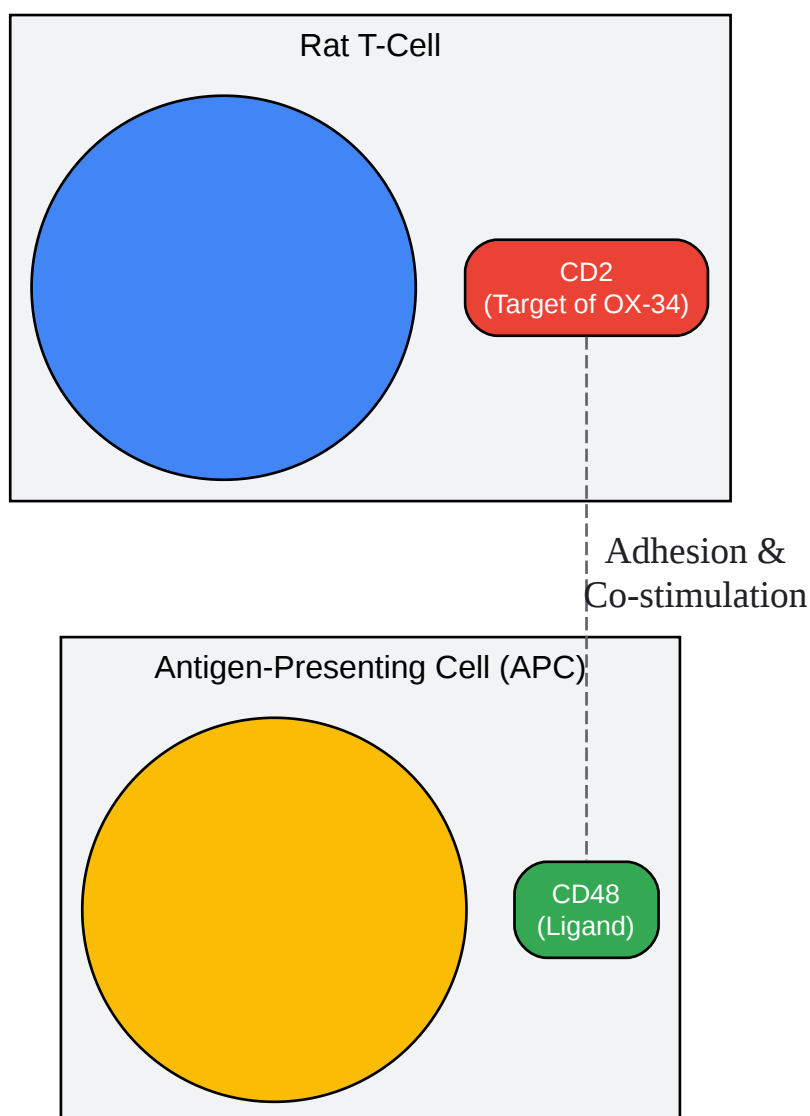 Rat T-Cell
CD2
(Target of OX-34)
Adhesion &
Co-stimulation
Antigen-Presenting Cell (APC)
CD48
(Ligand)